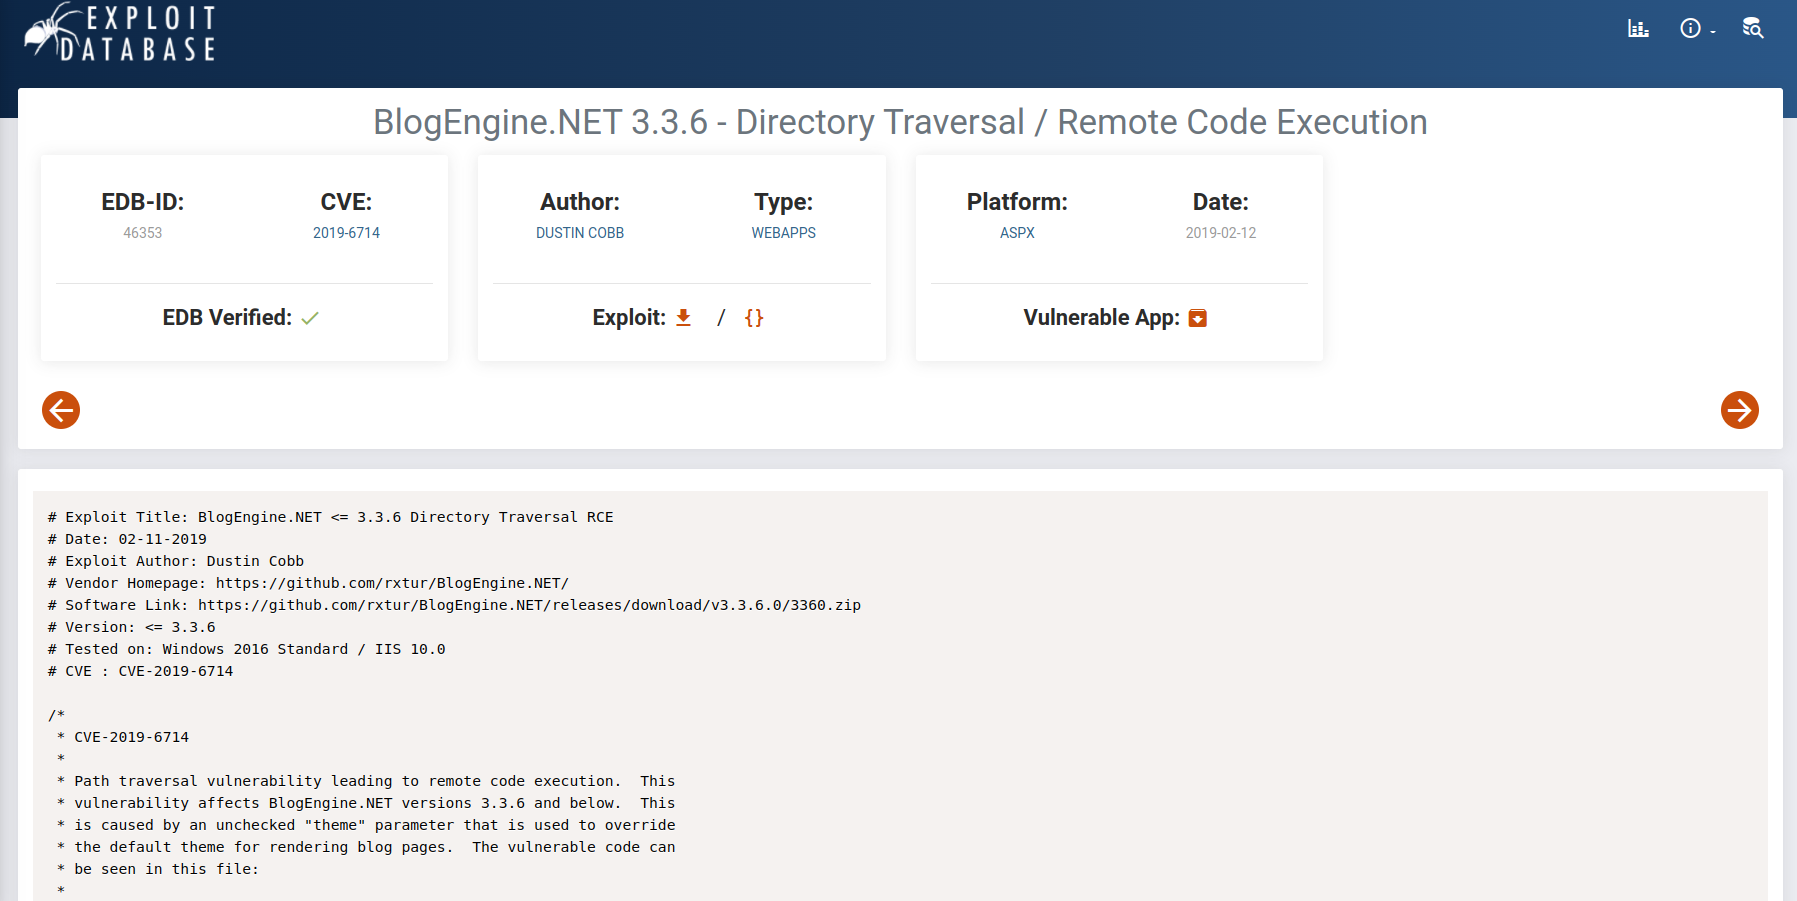 EXPLOIT
DATABASE
BlogEngine.NET 3.3.6 - Directory Traversal / Remote Code Execution
EDB-ID:
46353
CVE:
2019-6714
EDB Verified:
Author:
DUSTIN COBB
Type:
WEBAPPS
Exploit: / {}
Platform:
ASPX
Date:
2019-02-12
Vulnerable App:
# Exploit Title: BlogEngine.NET <= 3.3.6 Directory Traversal RCE
# Date: 02-11-2019
# Exploit Author: Dustin Cobb
# Vendor Homepage: https://github.com/rxtur/BlogEngine.NET/
# Software Link: https://github.com/rxtur/BlogEngine.NET/releases/download/v3.3.6.0/3360.zip
# Version: <= 3.3.6
# Tested on: Windows 2016 Standard / IIS 10.0
# CVE : CVE-2019-6714
/*
* CVE-2019-6714
*
* Path traversal vulnerability leading to remote code execution.  This
* vulnerability affects BlogEngine.NET versions 3.3.6 and below.  This
* is caused by an unchecked "theme" parameter that is used to override
* the default theme for rendering blog pages.  The vulnerable code can
* be seen in this file:
*